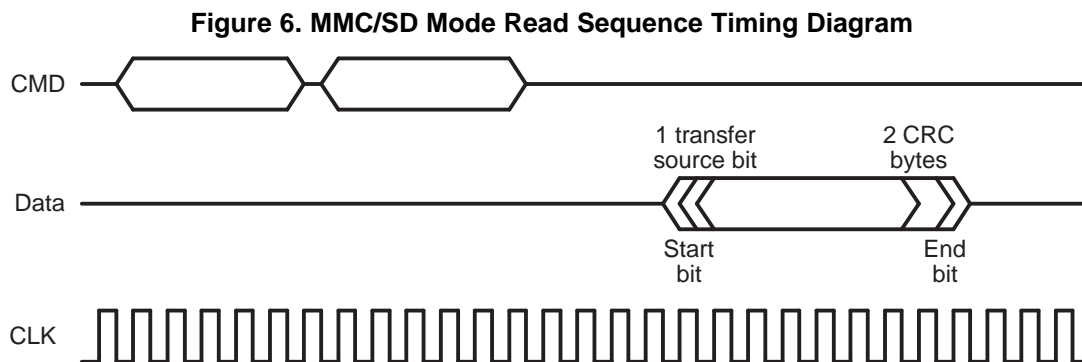 Figure 6. MMC/SD Mode Read Sequence Timing Diagram
CMD
1 transfer
source bit
2 CRC
bytes
Data
Start
bit
End
bit
CLK